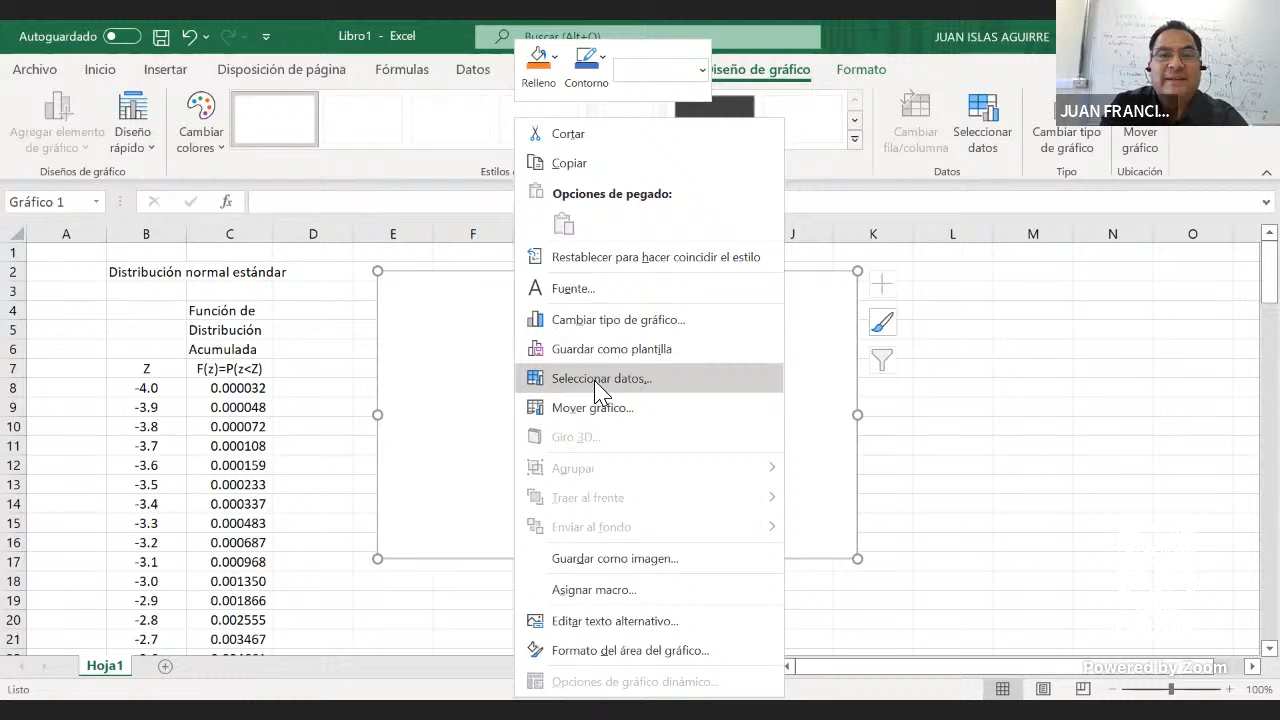 Autoguardado
Libro1 - Excel
Buscar (Alt+Q)
JUAN ISLAS AGUIRRE
JUAN FRANCI...
Archivo Inicio Insertar Disposición de página Fórmulas Datos
Diseño de gráfico Formato
Relleno Contorno
Agregar elemento de gráfico
Diseño rápido
Cambiar colores
Cambiar fila/columna
Seleccionar datos
Cambiar tipo de gráfico
Mover gráfico
Diseños de gráfico
Estilos
Datos
Tipo
Ubicación
Gráfico 1
fx
Cortar
Copiar
Opciones de pegado:
Restablecer para hacer coincidir el estilo
Fuente...
Cambiar tipo de gráfico...
Guardar como plantilla
Seleccionar datos...
Mover gráfico...
Giro 3D...
Agrupar
Traer al frente
Enviar al fondo
Guardar como imagen...
Asignar macro...
Editar texto alternativo...
Formato del área del gráfico...
Opciones de gráfico dinámico...
A B C D E F J K L M N O
1
2 Distribución normal estándar
3
4 Función de
5 Distribución
6 Acumulada
7 Z F(z)=P(z<Z)
8 -4.0 0.000032
9 -3.9 0.000048
10 -3.8 0.000072
11 -3.7 0.000108
12 -3.6 0.000159
13 -3.5 0.000233
14 -3.4 0.000337
15 -3.3 0.000483
16 -3.2 0.000687
17 -3.1 0.000968
18 -3.0 0.001350
19 -2.9 0.001866
20 -2.8 0.002555
21 -2.7 0.003467
Hoja1
Powered by Zoom
Listo
100%